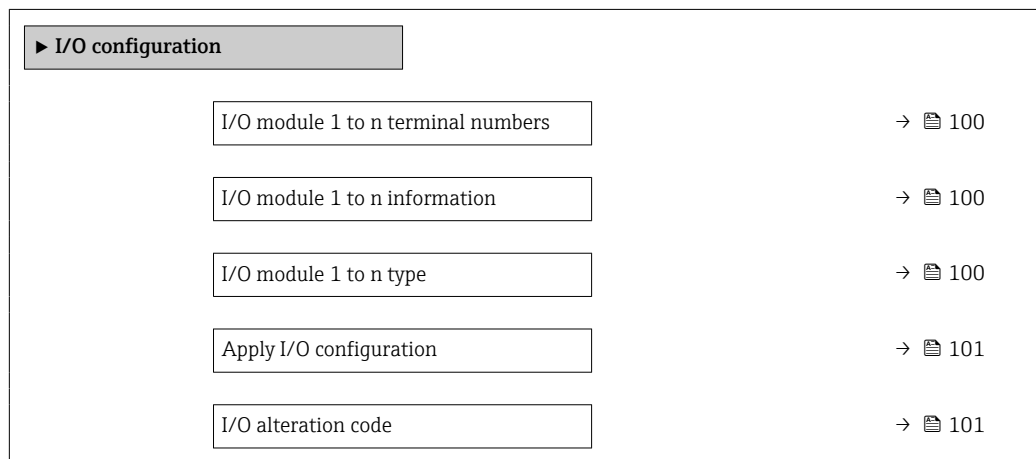 ► I/O configuration
I/O module 1 to n terminal numbers → 100
I/O module 1 to n information → 100
I/O module 1 to n type → 100
Apply I/O configuration → 101
I/O alteration code → 101